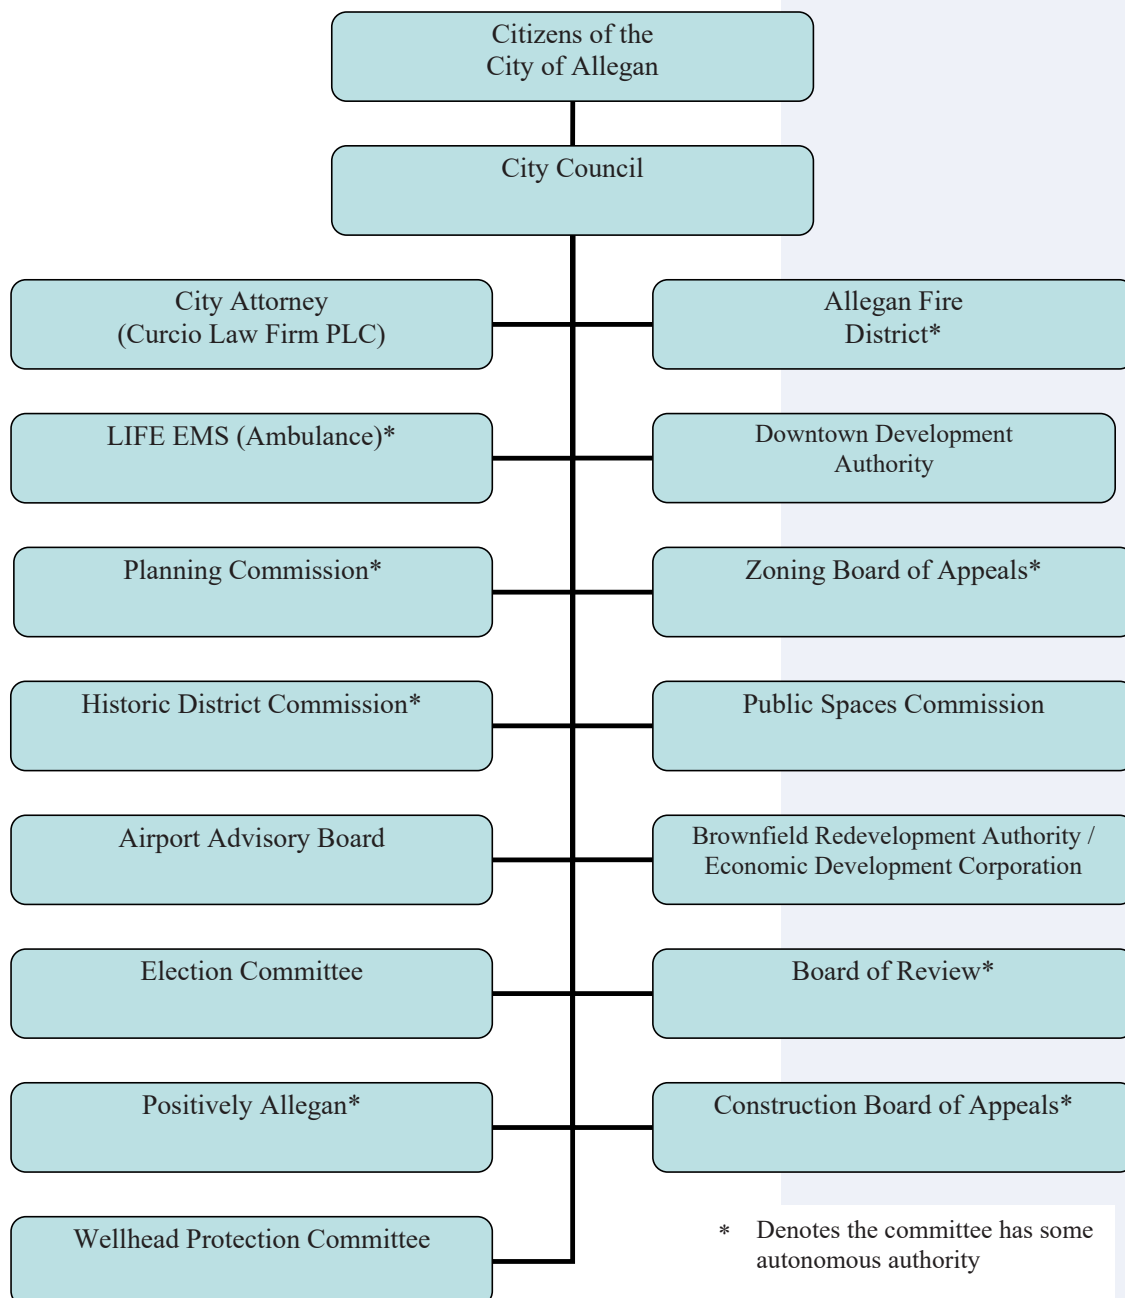 Citizens of the
City of Allegan
City Council
City Attorney
(Curcio Law Firm PLC)
Allegan Fire
District*
LIFE EMS (Ambulance)*
Downtown Development
Authority
Planning Commission*
Zoning Board of Appeals*
Historic District Commission*
Public Spaces Commission
Airport Advisory Board
Brownfield Redevelopment Authority /
Economic Development Corporation
Election Committee
Board of Review*
Positively Allegan*
Construction Board of Appeals*
Wellhead Protection Committee
* Denotes the committee has some
autonomous authority